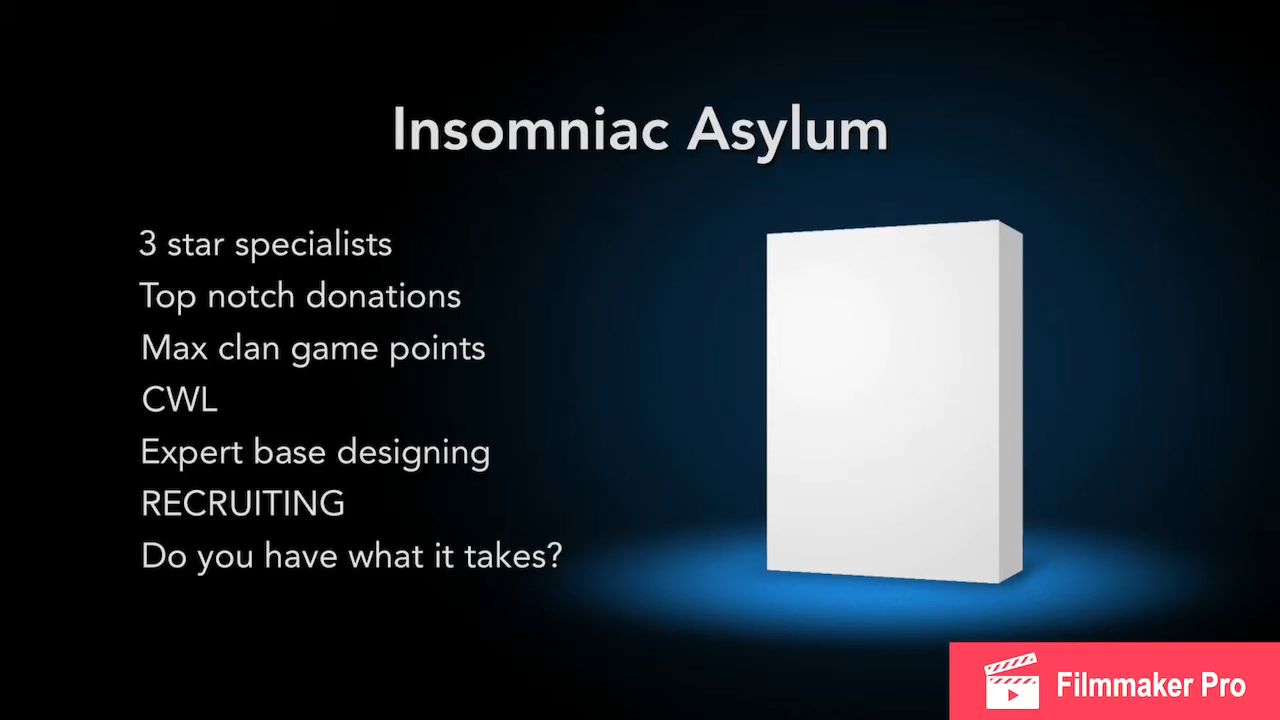 Insomniac Asylum
3 star specialists
Top notch donations
Max clan game points
CWL
Expert base designing
RECRUITING
Do you have what it takes?
Filmmaker Pro